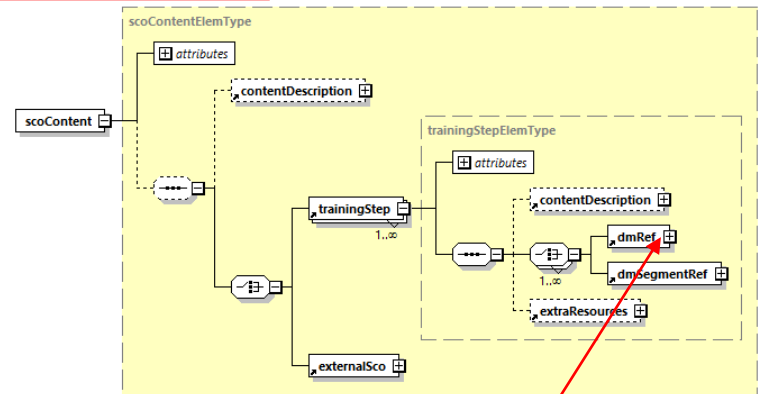 scoContentElemType
attributes
contentDescription
scoContent
trainingStepElemType
attributes
trainingStep
1..∞
contentDescription
dmRef
1..∞
dmSegmentRef
extraResources
externalSco